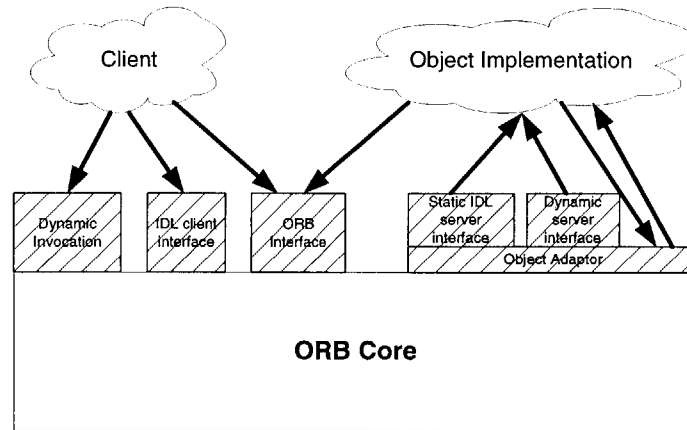 Client
Object Implementation
Dynamic
Invocation
IDL client
Interface
ORB
Interface
Static IDL
server
interface
Dynamic
server
interface
Object Adaptor
ORB Core